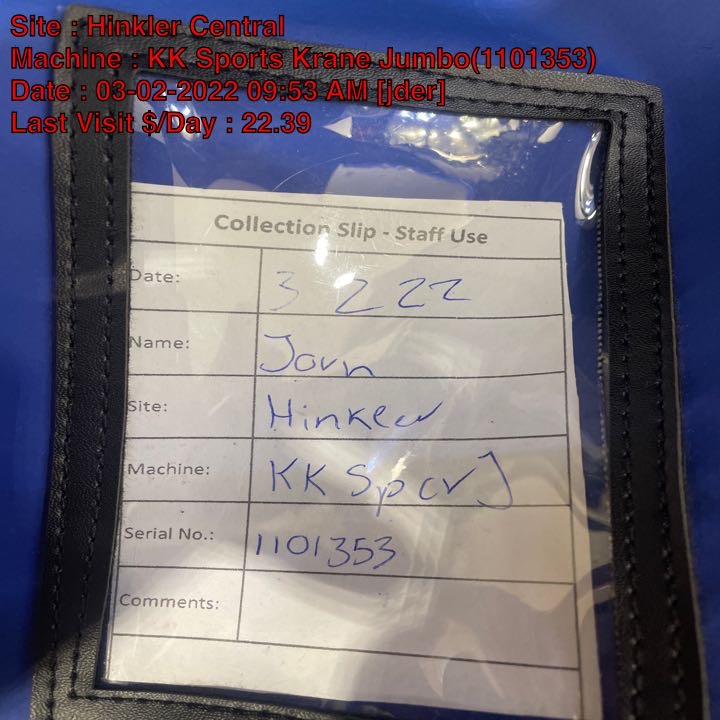 Site : Hinkler Central
Machine : KK Sports Krane Jumbo(1101353)
Date : 03-02-2022 09:53 AM [jder]
Last Visit $/Day : 22.39
Collection Slip - Staff Use
Date: 3 2 22
Name: Jorn
Site: Hinkler
Machine: KK Spcr J
Serial No.: 1101353
Comments: